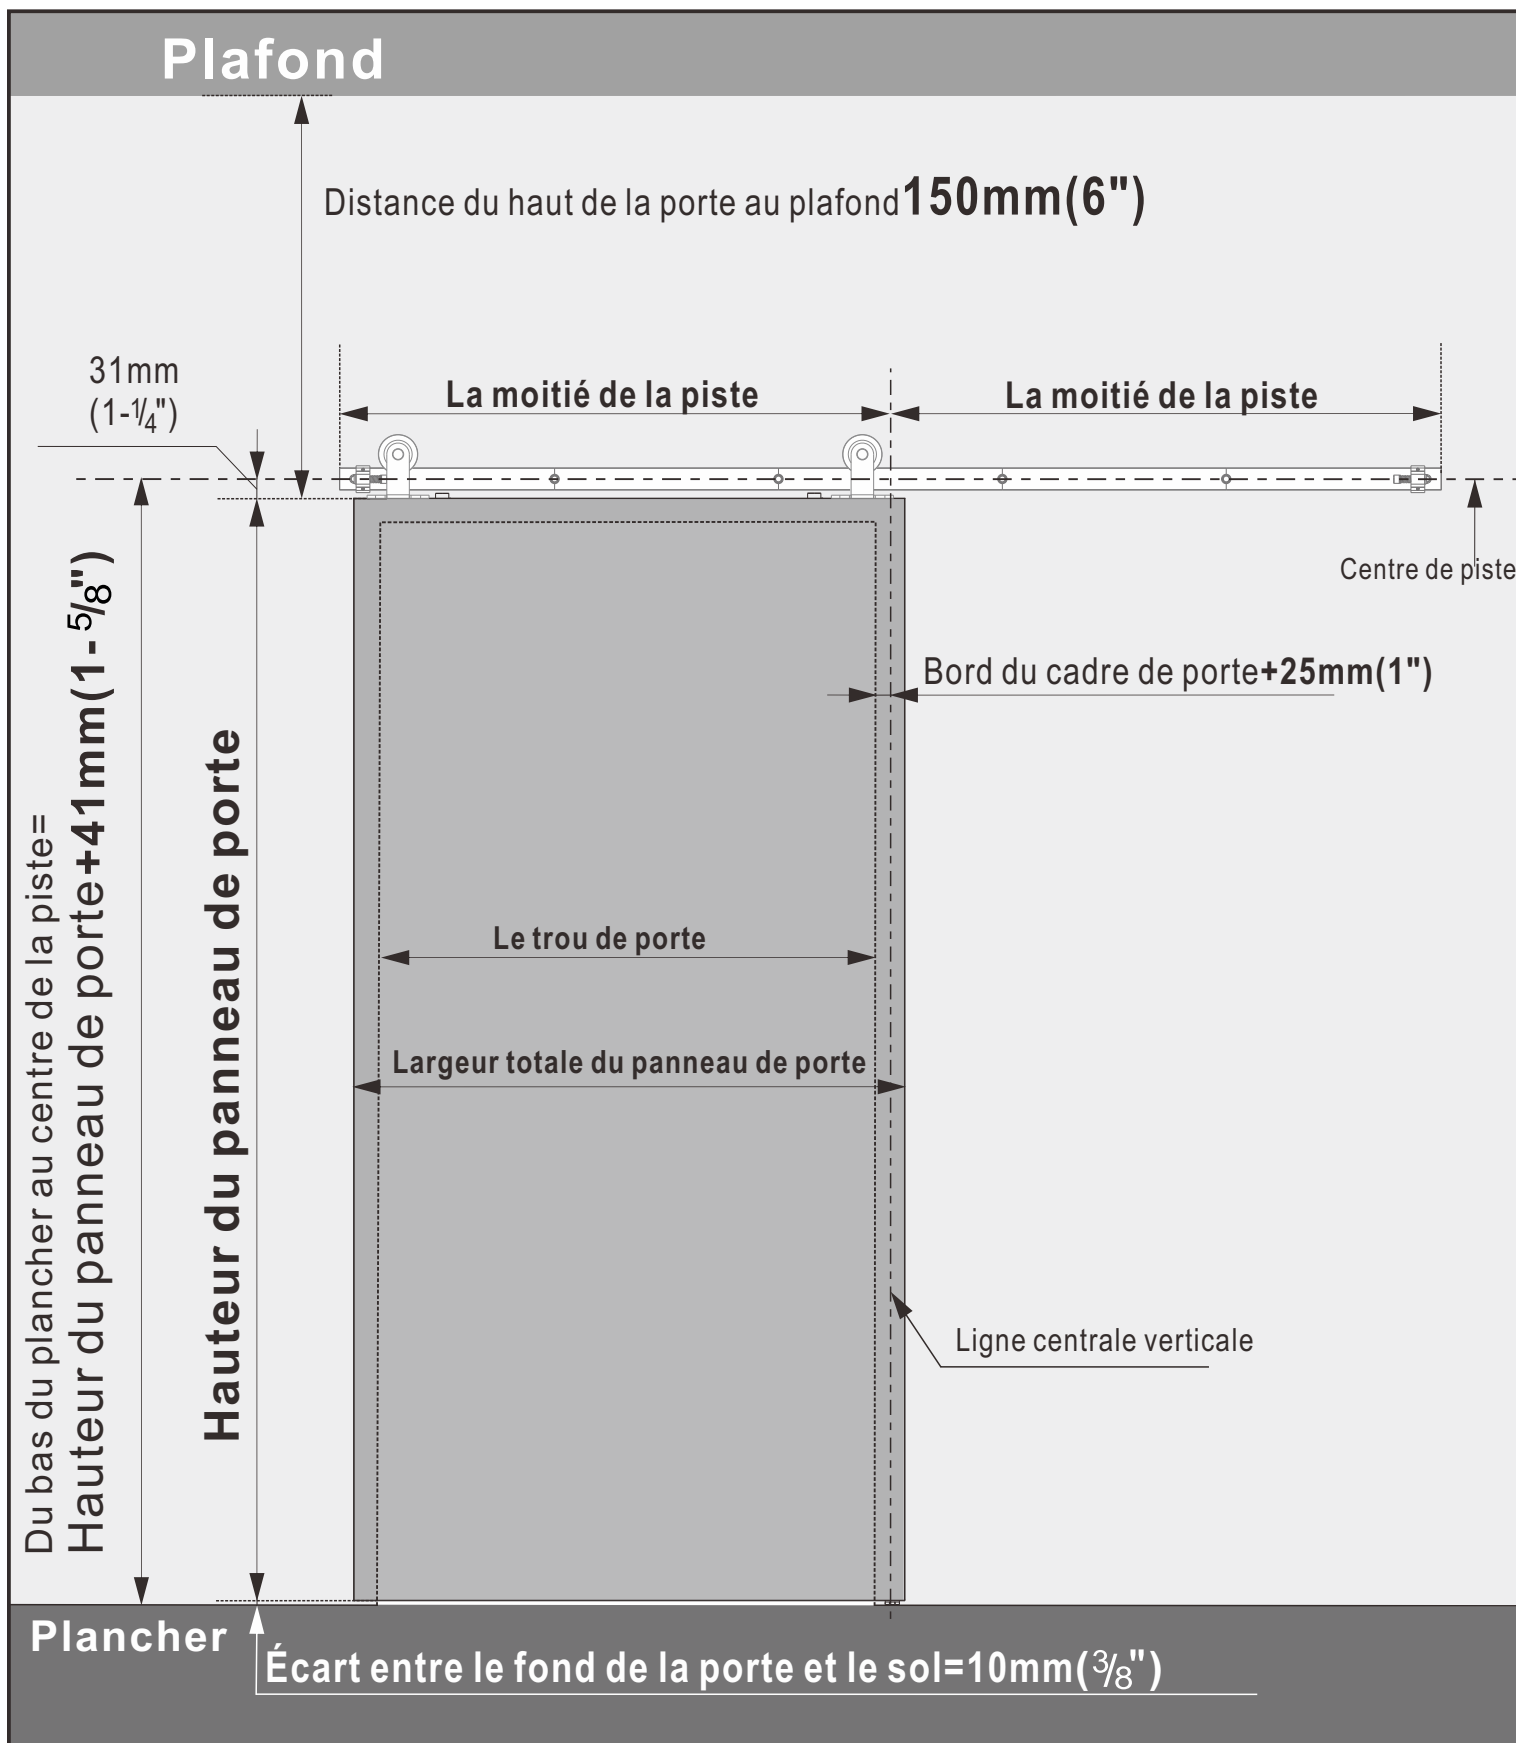 Plafond
Distance du haut de la porte au plafond150mm(6")
31mm
(1-1/4")
La moitié de la piste
La moitié de la piste
Centre de piste
Bord du cadre de porte+25mm(1")
Du bas du plancher au centre de la piste=
Hauteur du panneau de porte+41mm(1-5/8")
Hauteur du panneau de porte
Le trou de porte
Largeur totale du panneau de porte
Ligne centrale verticale
Plancher
Écart entre le fond de la porte et le sol=10mm(3/8")